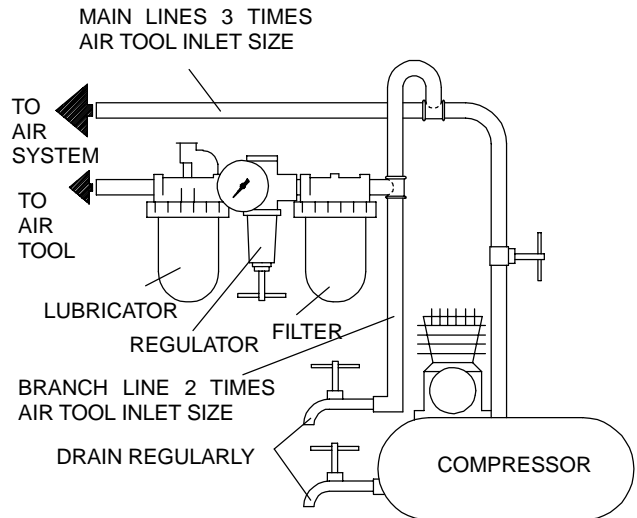 MAIN LINES 3 TIMES
AIR TOOL INLET SIZE
TO
AIR
SYSTEM
TO
AIR
TOOL
LUBRICATOR
REGULATOR
FILTER
BRANCH LINE 2 TIMES
AIR TOOL INLET SIZE
DRAIN REGULARLY
COMPRESSOR